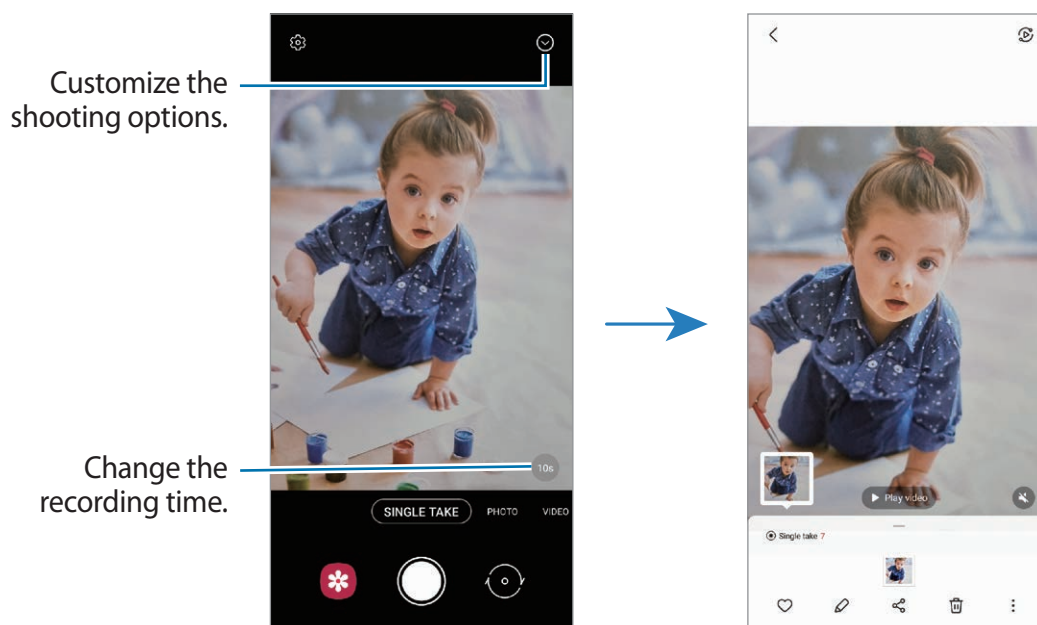 Customize the
shooting options.
Change the
recording time.
10s
SINGLE TAKE PHOTO VIDEO
Play video
Single take 7